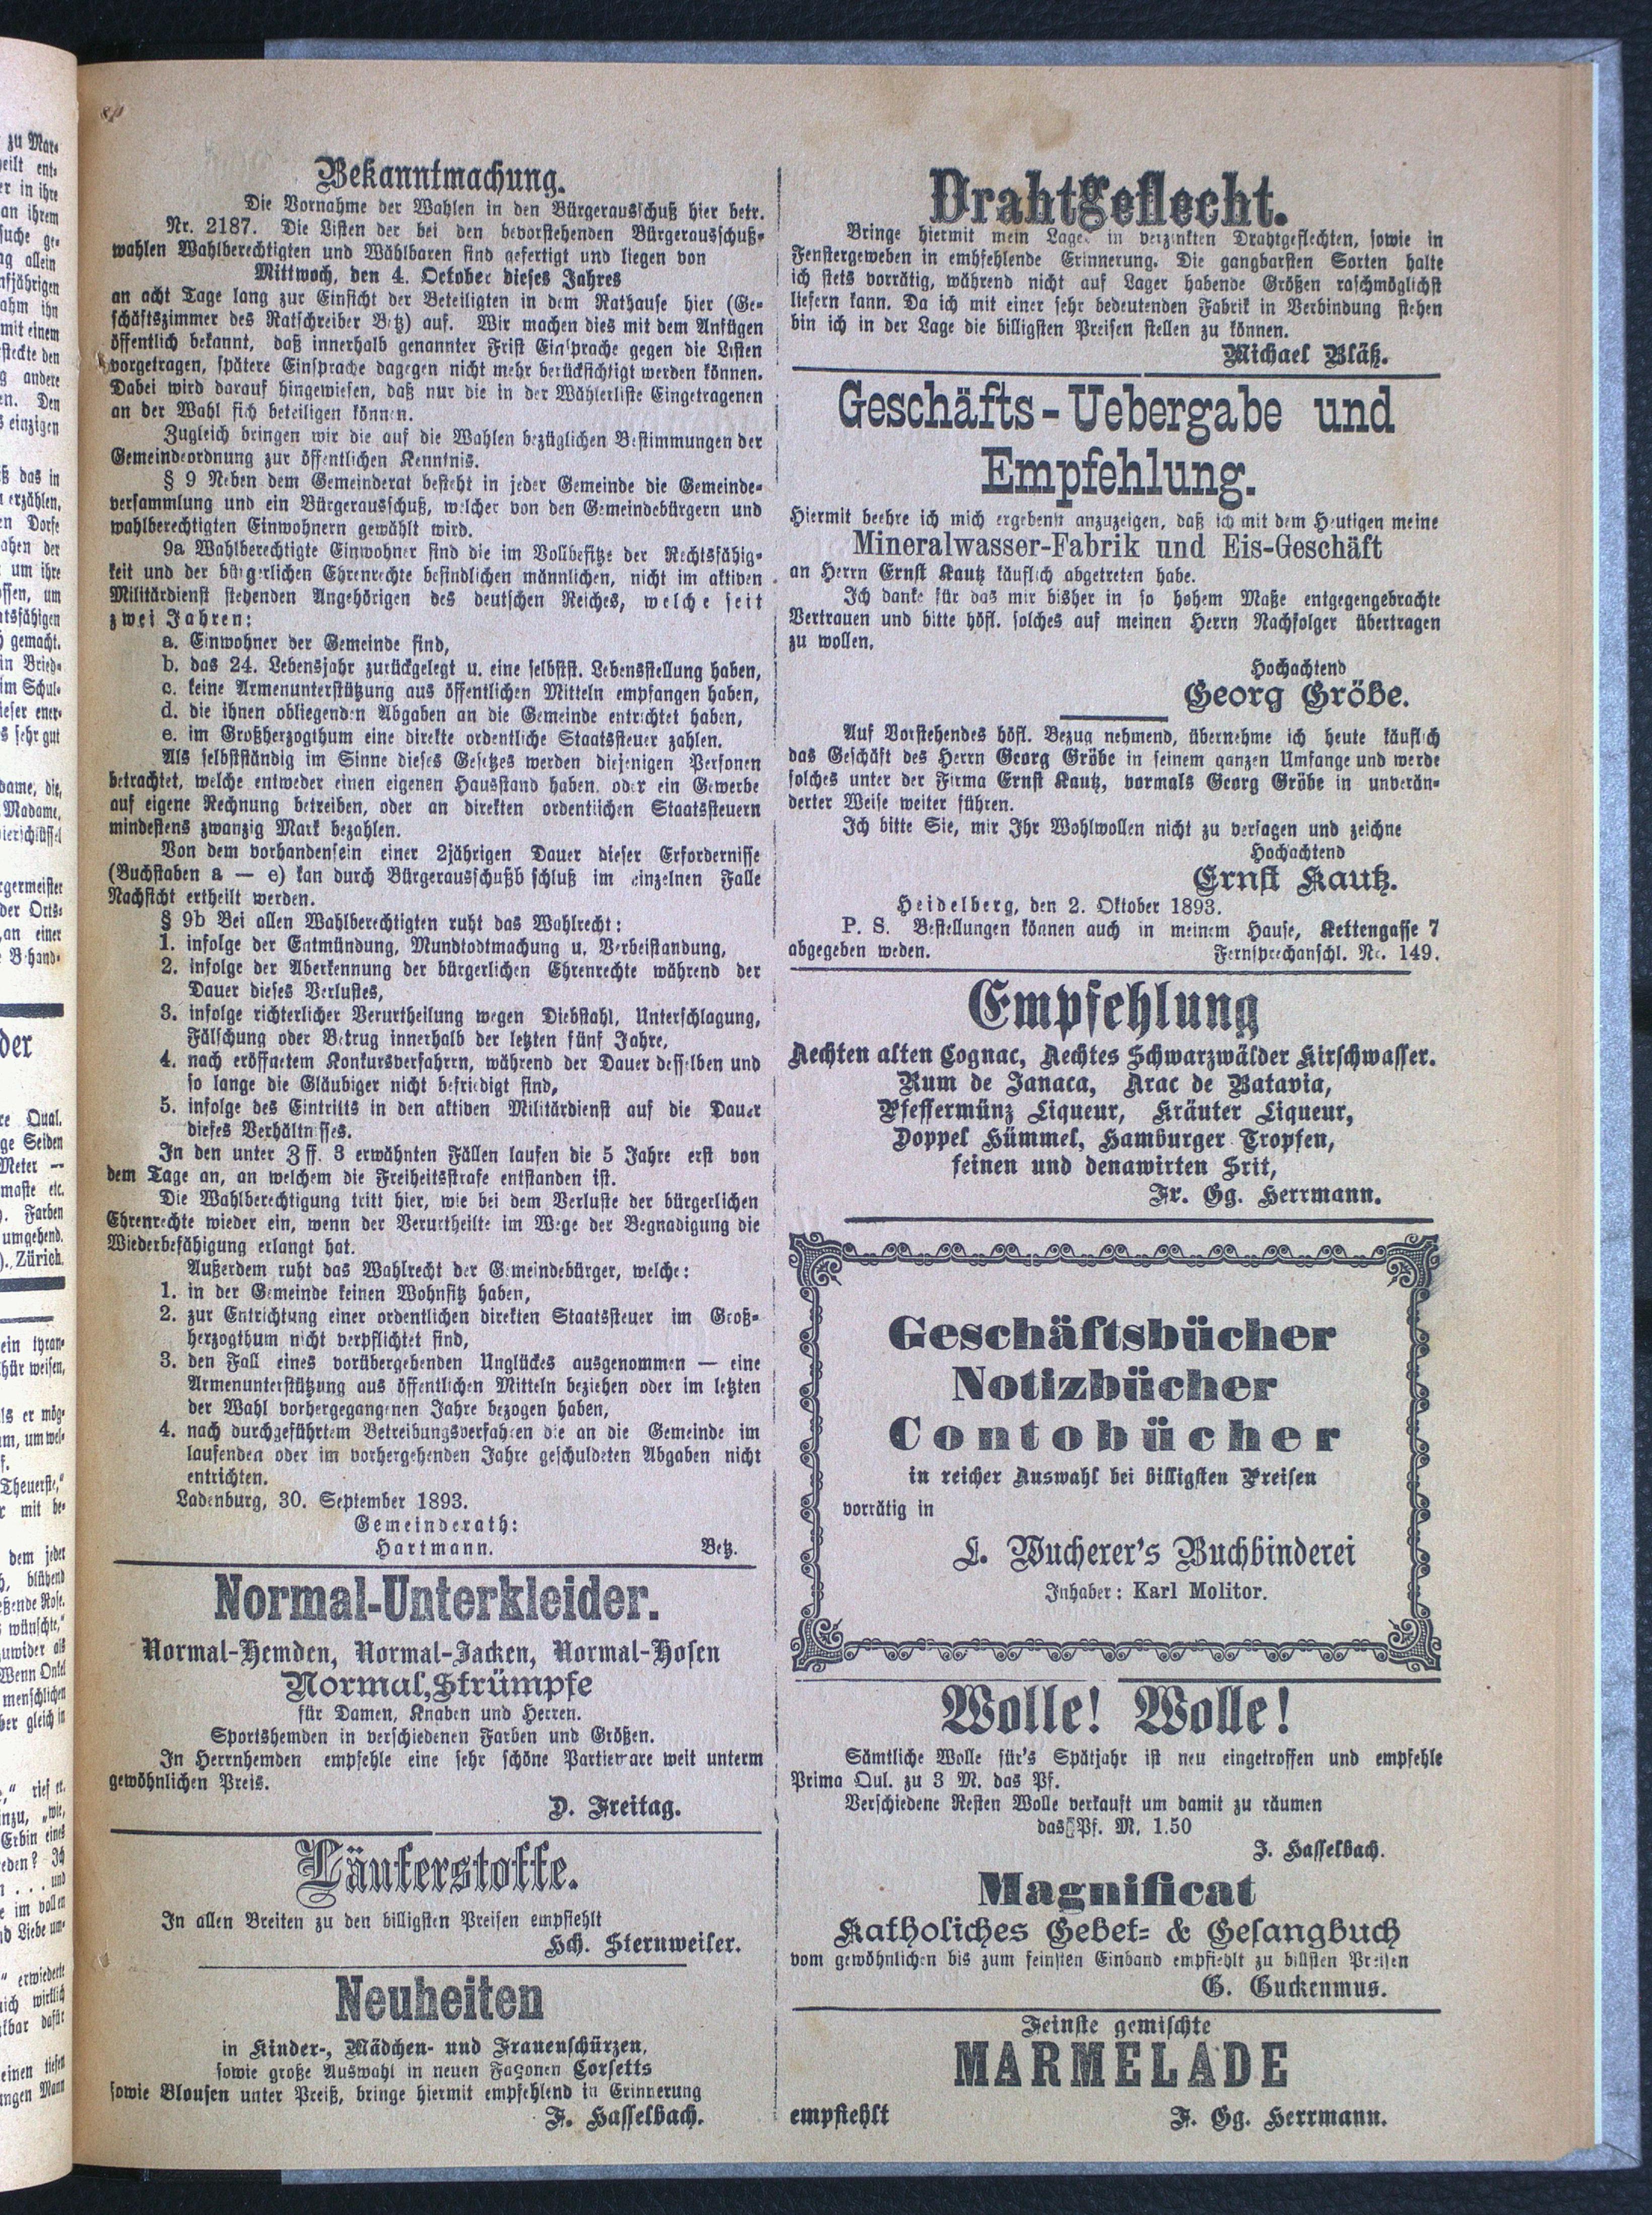 Bekanntmachung.
Die Vornahme der Wahlen in den Bürgerausschuß hier betr.
Nr. 2187. Die Listen der bei den bevorstehenden Bürgerausschuß-
wahlen Wahlberechtigten und Wählbaren sind gefertigt und liegen von
Mittwoch, den 4. October dieses Jahres
an acht Tage lang zur Einsicht der Beteiligten in dem Rathause hier (Ge-
schäftszimmer des Ratschreiber Betz) auf. Wir machen dies mit dem Anfügen
öffentlich bekannt, daß innerhalb genannter Frist Einsprache gegen die Listen
vorgetragen, spätere Einsprache dagegen nicht mehr berücksichtigt werden können.
Dabei wird darauf hingewiesen, daß nur die in der Wählerliste Eingetragenen
an der Wahl sich beteiligen können.
Zugleich bringen wir die auf die Wahlen bezüglichen Bestimmungen der
Gemeindeordnung zur öffentlichen Kenntnis.
§ 9 Neben dem Gemeinderat besteht in jeder Gemeinde die Gemeinde-
versammlung und ein Bürgerausschuß, welcher von den Gemeindebürgern und
wahlberechtigten Einwohnern gewählt wird.
9a Wahlberechtigte Einwohner sind die im Vollbesitze der Rechtsfähig-
keit und der bürgerlichen Ehrenrechte befindlichen männlichen, nicht im aktiven
Militärdienst stehenden Angehörigen des deutschen Reiches, welche seit
zwei Jahren:
a. Einwohner der Gemeinde sind,
b. das 24. Lebensjahr zurückgelegt u. eine selbstst. Lebensstellung haben,
c. keine Armenunterstützung aus öffentlichen Mitteln empfangen haben,
d. die ihnen obliegenden Abgaben an die Gemeinde entrichtet haben,
e. im Großherzogthum eine direkte ordentliche Staatssteuer zahlen.
Als selbstständig im Sinne dieses Gesetzes werden diejenigen Personen
betrachtet, welche entweder einen eigenen Hausstand haben, oder ein Gewerbe
auf eigene Rechnung betreiben, oder an direkten ordentlichen Staatssteuern
mindestens zwanzig Mark bezahlen.
Von dem vorhandensein einer 2jährigen Dauer dieser Erfordernisse
(Buchstaben a — e) kan durch Bürgerausschußb schluß im einzelnen Falle
Nachsicht ertheilt werden.
§ 9b Bei allen Wahlberechtigten ruht das Wahlrecht:
1. infolge der Entmündung, Mundtodtmachung u. Verbeistandung,
2. infolge der Aberkennung der bürgerlichen Ehrenrechte während der
Dauer dieses Verlustes,
3. infolge richterlicher Verurtheilung wegen Diebstahl, Unterschlagung,
Fälschung oder Betrug innerhalb der letzten fünf Jahre,
4. nach eröffnetem Konkursverfahren, während der Dauer desselben und
so lange die Gläubiger nicht befriedigt sind,
5. infolge des Eintritts in den aktiven Militärdienst auf die Dauer
dieses Verhältnisses.
In den unter Ziff. 3 erwähnten Fällen laufen die 5 Jahre erst von
dem Tage an, an welchem die Freiheitsstrafe entstanden ist.
Die Wahlberechtigung tritt hier, wie bei dem Verluste der bürgerlichen
Ehrenrechte wieder ein, wenn der Verurtheilte im Wege der Begnadigung die
Wiederbefähigung erlangt hat.
Außerdem ruht das Wahlrecht der Gemeindebürger, welche:
1. in der Gemeinde keinen Wohnsitz haben,
2. zur Entrichtung einer ordentlichen direkten Staatssteuer im Groß-
herzogthum nicht verpflichtet sind,
3. den Fall eines vorübergehenden Unglückes ausgenommen — eine
Armenunterstützung aus öffentlichen Mitteln beziehen oder im letzten
der Wahl vorhergegangenen Jahre bezogen haben,
4. nach durchgeführtem Betreibungsverfahren die an die Gemeinde im
laufenden oder im vorhergehenden Jahre geschuldeten Abgaben nicht
entrichten.
Ladenburg, 30. September 1893.
Gemeinderath:
Hartmann. Betz.
Normal-Unterkleider.
Normal-Hemden, Normal-Jacken, Normal-Hosen
Normal,Strümpfe
für Damen, Knaben und Herren.
Sportshemden in verschiedenen Farben und Größen.
In Herrnhemden empfehle eine sehr schöne Partieware weit unterm
gewöhnlichen Preis.
D. Freitag.
Läuferstoffe.
In allen Breiten zu den billigsten Preisen empfiehlt
Hch. Sternweiler.
Neuheiten
in Kinder-, Mädchen- und Frauenschürzen,
sowie große Auswahl in neuen Façonen Corsetts
sowie Blousen unter Preiß, bringe hiermit empfehlend in Erinnerung
F. Hasselbach.
Drahtgeflecht.
Bringe hiermit mein Lager in verzinkten Drahtgeflechten, sowie in
Fenstergeweben in emhfehlende Erinnerung. Die gangbarsten Sorten halte
ich stets vorrätig, während nicht auf Lager habende Größen raschmöglichst
liefern kann. Da ich mit einer sehr bedeutenden Fabrik in Verbindung stehen
bin ich in der Lage die billigsten Preisen stellen zu können.
Michael Bläß.
Geschäfts-Uebergabe und
Empfehlung.
Hiermit beehre ich mich ergebenst anzuzeigen, daß ich mit dem Heutigen meine
Mineralwasser-Fabrik und Eis-Geschäft
an Herrn Ernst Kautz käuflich abgetreten habe.
Ich danke für das mir bisher in so hohem Maße entgegengebrachte
Vertrauen und bitte höfl. solches auf meinen Herrn Nachfolger übertragen
zu wollen.
Hochachtend
Georg Gröbe.
Auf Vorstehendes höfl. Bezug nehmend, übernehme ich heute käuflich
das Geschäft des Herrn Georg Gröbe in seinem ganzen Umfange und werde
solches unter der Firma Ernst Kautz, vormals Georg Gröbe in unverän-
derter Weise weiter führen.
Ich bitte Sie, mir Ihr Wohlwollen nicht zu versagen und zeichne
Hochachtend
Ernst Kautz.
Heidelberg, den 2. Oktober 1893.
P. S. Bestellungen können auch in meinem Hause, Kettengasse 7
abgegeben weden. Fernsprechanschl. Nr. 149.
Empfehlung
Aechten alten Cognac, Aechtes Schwarzwälder Kirschwasser.
Rum de Janaca, Arac de Batavia,
Pfeffermünz Liqueur, Kräuter Liqueur,
Doppel Hümmel, Hamburger Tropfen,
feinen und denawirten Srit,
Fr. Gg. Herrmann.
Geschäftsbücher
Notizbücher
Contobücher
in reicher Auswahl bei billigsten Preisen
vorrätig in
L. Wucherer's Buchbinderei
Inhaber: Karl Molitor.
Wolle! Wolle!
Sämtliche Wolle für's Spätjahr ist neu eingetroffen und empfehle
Prima Qul. zu 3 M. das Pf.
Verschiedene Resten Wolle verkauft um damit zu räumen
das Pf. M. 1.50
J. Hasselbach.
Magnificat
Katholiches Gebet- & Gesangbuch
vom gewöhnlichen bis zum feinsten Einband empfiehlt zu billsten Preisen
G. Guckenmus.
Feinste gemischte
MARMELADE
empfiehlt F. Gg. Herrmann.